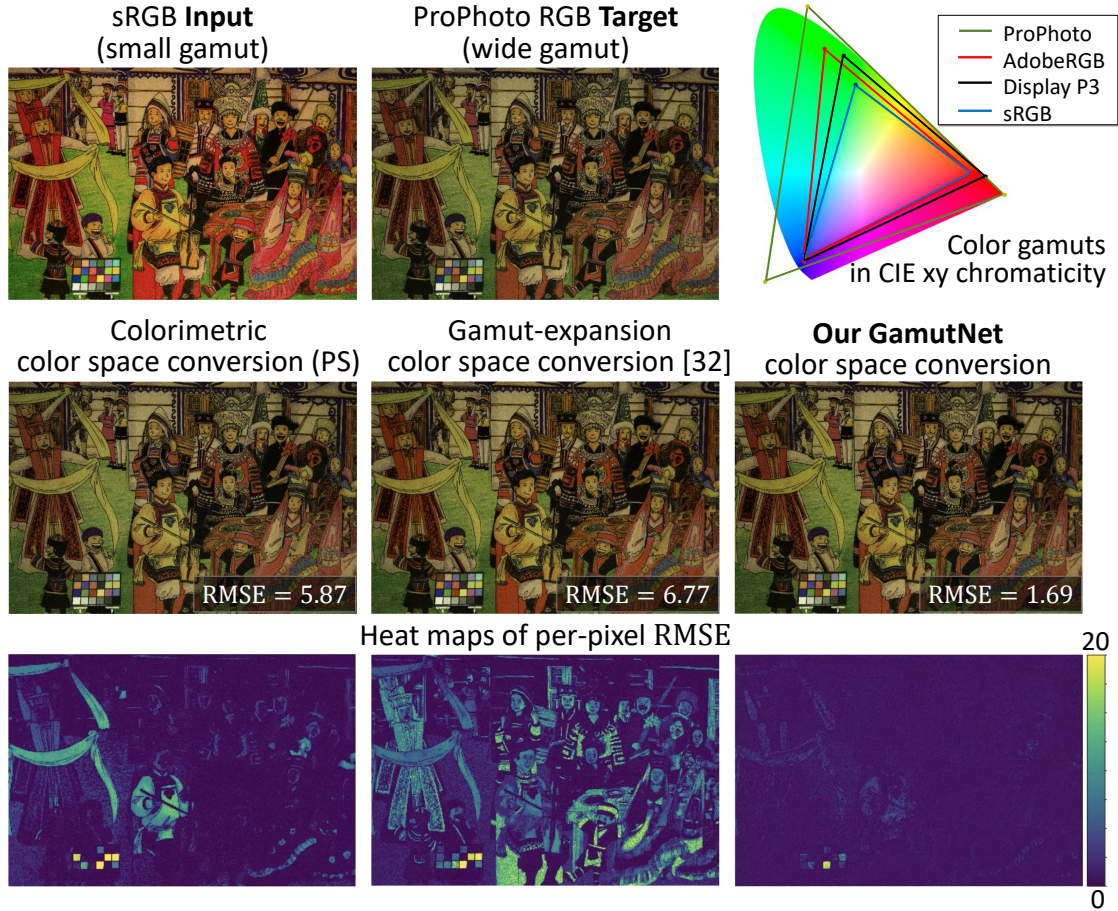 sRGB Input
(small gamut)
ProPhoto RGB Target
(wide gamut)
ProPhoto
AdobeRGB
Display P3
sRGB
Color gamuts
in CIE xy chromaticity
Colorimetric
color space conversion (PS)
Gamut-expansion
color space conversion [32]
Our GamutNet
color space conversion
RMSE = 5.87
RMSE = 6.77
RMSE = 1.69
Heat maps of per-pixel RMSE
20
0